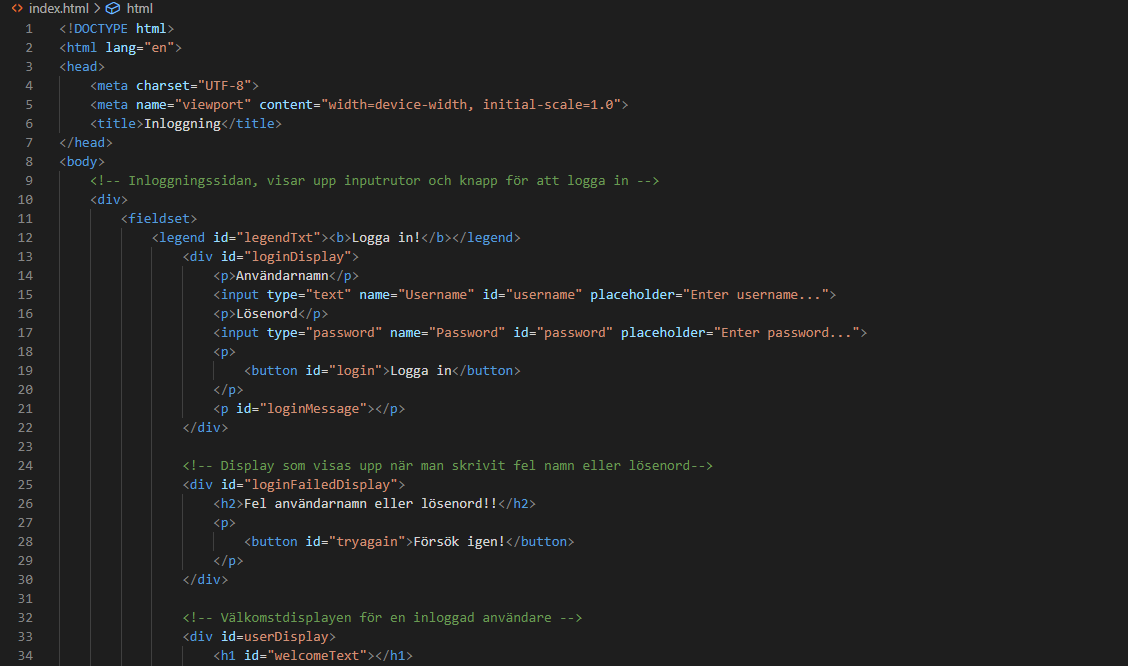 index.html > html
1 <!DOCTYPE html>
2 <html lang="en">
3 <head>
4     <meta charset="UTF-8">
5     <meta name="viewport" content="width=device-width, initial-scale=1.0">
6     <title>Inloggning</title>
7 </head>
8 <body>
9     <!-- Inloggningssidan, visar upp inputrutor och knapp för att logga in -->
10     <div>
11         <fieldset>
12             <legend id="legendTxt"><b>Logga in!</b></legend>
13                 <div id="loginDisplay">
14                     <p>Användarnamn</p>
15                     <input type="text" name="Username" id="username" placeholder="Enter username...">
16                     <p>Lösenord</p>
17                     <input type="password" name="Password" id="password" placeholder="Enter password...">
18                     <p>
19                         <button id="login">Logga in</button>
20                     </p>
21                     <p id="loginMessage"></p>
22                 </div>
23
24                 <!-- Display som visas upp när man skrivit fel namn eller lösenord-->
25                 <div id="loginFailedDisplay">
26                     <h2>Fel användarnamn eller lösenord!!</h2>
27                     <p>
28                         <button id="tryagain">Försök igen!</button>
29                     </p>
30                 </div>
31
32                 <!-- Välkomstdisplayen för en inloggad användare -->
33                 <div id=userDisplay>
34                     <h1 id="welcomeText"></h1>